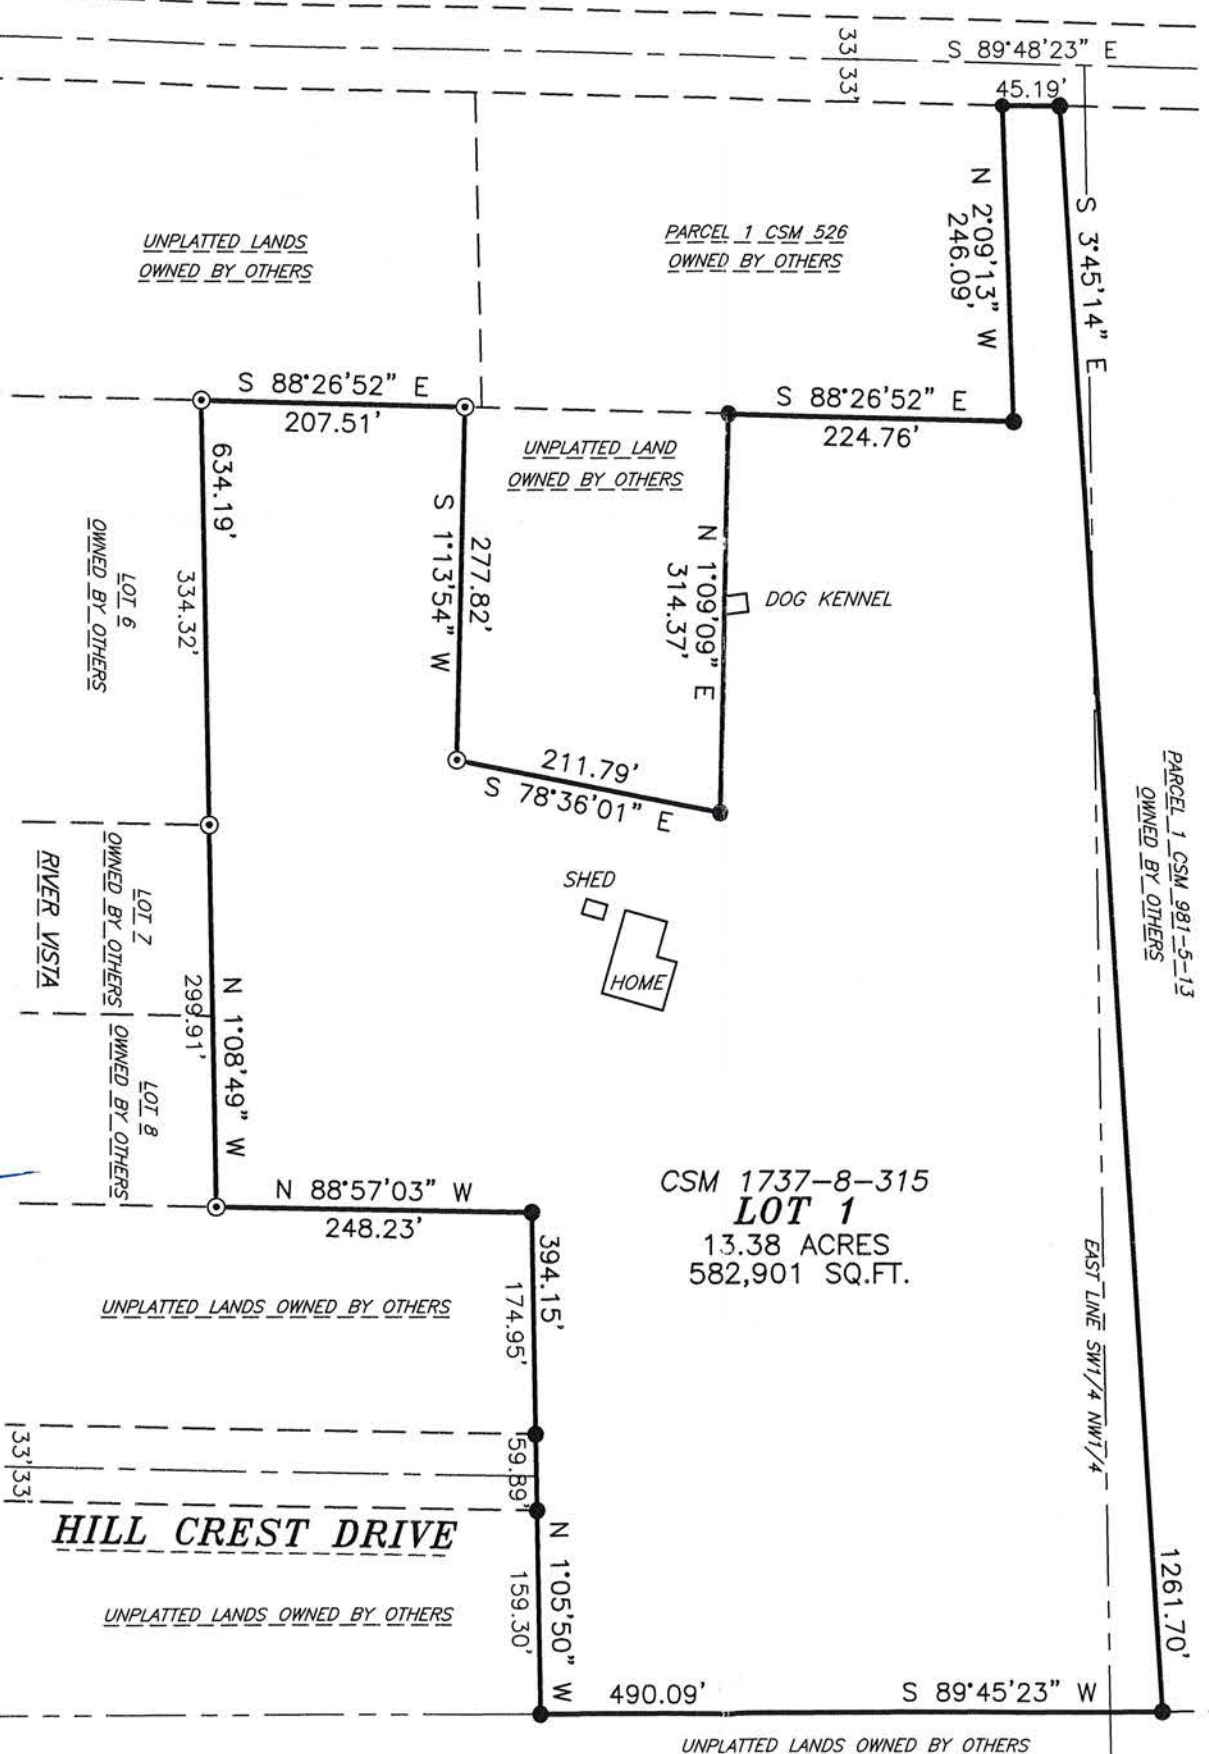 33' 33'
S 89°48'23" E
45.19'
N 2°09'13" W
246.09'
S 3°45'14" E
UNPLATTED LANDS
OWNED BY OTHERS
PARCEL 1 CSM 526
OWNED BY OTHERS
S 88°26'52" E
207.51'
S 88°26'52" E
224.76'
UNPLATTED LAND
OWNED BY OTHERS
634.19'
334.32'
LOT 6
OWNED BY OTHERS
277.82'
S 1°13'54" W
N 1°09'09" E
314.37'
DOG KENNEL
211.79'
S 78°36'01" E
PARCEL 1 CSM 981-5-13
OWNED BY OTHERS
SHED
HOME
RIVER VISTA
LOT 7
OWNED BY OTHERS
N 1°08'49" W
299.91'
LOT 8
OWNED BY OTHERS
N 88°57'03" W
248.23'
CSM 1737-8-315
LOT 1
13.38 ACRES
582,901 SQ.FT.
EAST LINE SW1/4 NW1/4
394.15'
174.95'
UNPLATTED LANDS OWNED BY OTHERS
59.89'
33' 33'
HILL CREST DRIVE
N 1°05'50" W
159.30'
UNPLATTED LANDS OWNED BY OTHERS
1261.70'
490.09'
S 89°45'23" W
UNPLATTED LANDS OWNED BY OTHERS